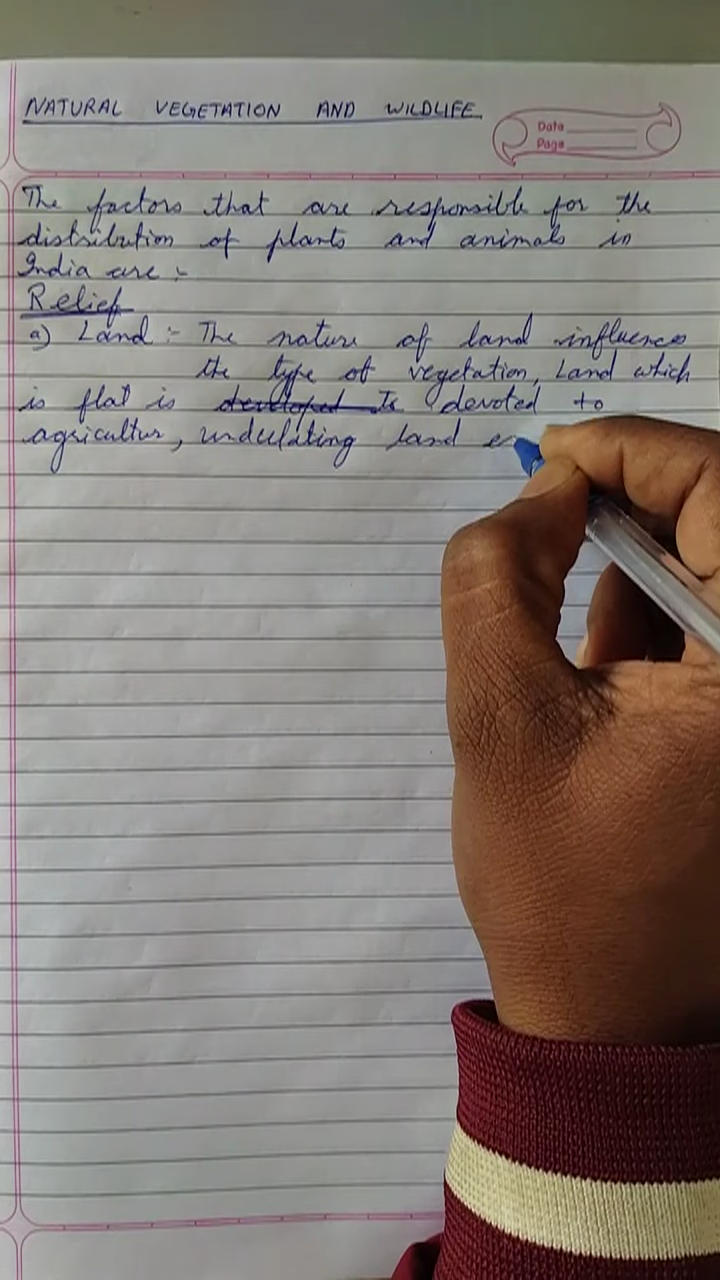 NATURAL VEGETATION AND WILDLIFE
Date
Page
The factors that are responsible for the
distribution of plants and animals in
India are :-
Relief
a) Land :- The nature of land influences
the type of vegetation, Land which
is flat is developed Is devoted to
agricultur, undulating land